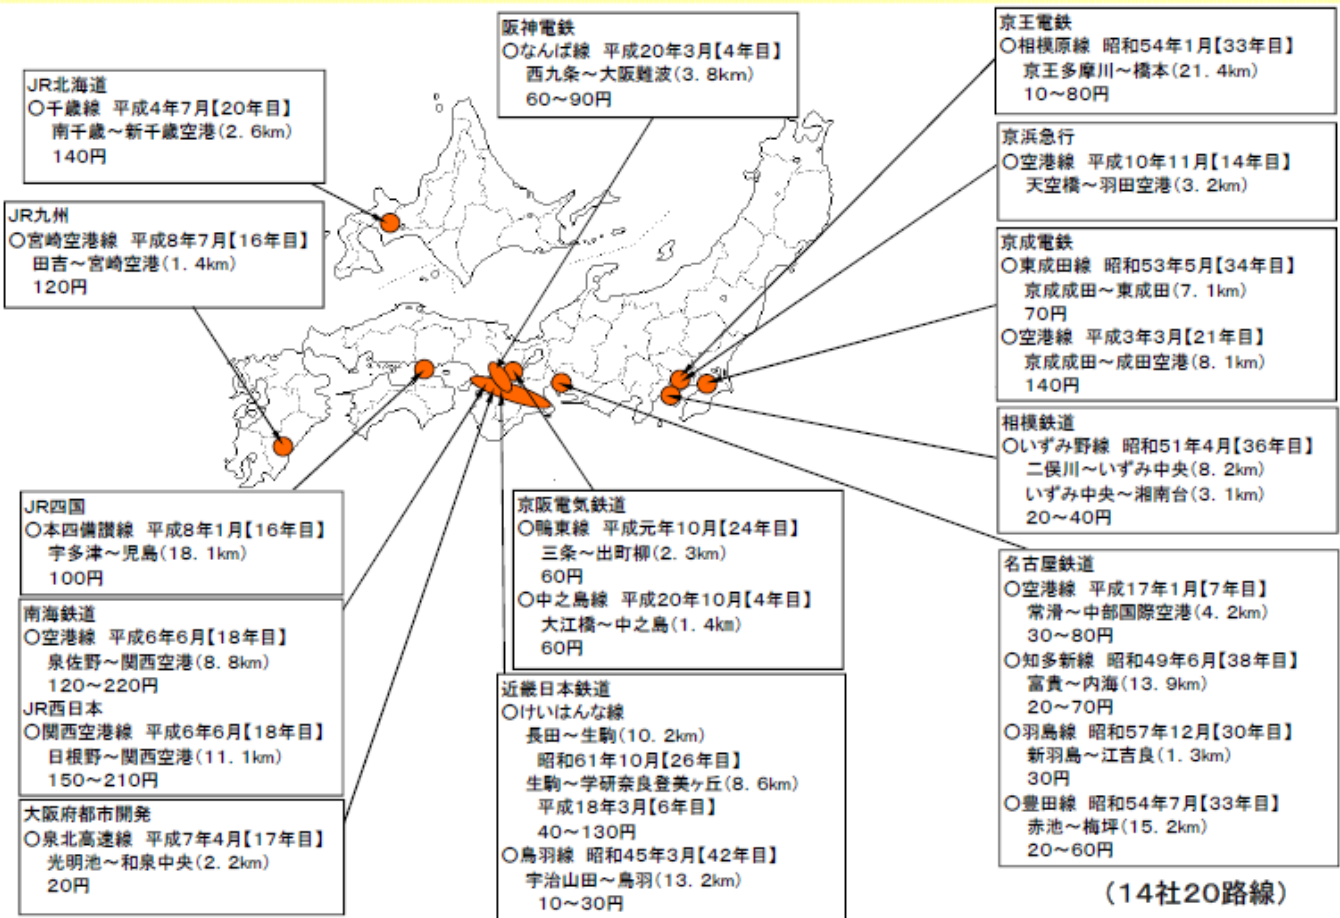 阪神電鉄
○なんば線 平成20年3月【4年目】
西九条~大阪難波(3.8km)
60~90円
京王電鉄
○相模原線 昭和54年1月【33年目】
京王多摩川~橋本(21.4km)
10~80円
JR北海道
○千歳線 平成4年7月【20年目】
南千歳~新千歳空港(2.6km)
140円
京浜急行
○空港線 平成10年11月【14年目】
天空橋~羽田空港(3.2km)
JR九州
○宮崎空港線 平成8年7月【16年目】
田吉~宮崎空港(1.4km)
120円
京成電鉄
○東成田線 昭和53年5月【34年目】
京成成田~東成田(7.1km)
70円
○空港線 平成3年3月【21年目】
京成成田~成田空港(8.1km)
140円
相模鉄道
○いずみ野線 昭和51年4月【36年目】
二俣川~いずみ中央(8.2km)
いずみ中央~湘南台(3.1km)
20~40円
JR四国
○本四備讃線 平成8年1月【16年目】
宇多津~児島(18.1km)
100円
京阪電気鉄道
○鴨東線 平成元年10月【24年目】
三条~出町柳(2.3km)
60円
○中之島線 平成20年10月【4年目】
大江橋~中之島(1.4km)
60円
名古屋鉄道
○空港線 平成17年1月【7年目】
常滑~中部国際空港(4.2km)
30~80円
○知多新線 昭和49年6月【38年目】
富貴~内海(13.9km)
20~70円
○羽島線 昭和57年12月【30年目】
新羽島~江吉良(1.3km)
30円
○豊田線 昭和54年7月【33年目】
赤池~梅坪(15.2km)
20~60円
南海鉄道
○空港線 平成6年6月【18年目】
泉佐野~関西空港(8.8km)
120~220円
JR西日本
○関西空港線 平成6年6月【18年目】
日根野~関西空港(11.1km)
150~210円
近畿日本鉄道
○けいはんな線
長田~生駒(10.2km)
昭和61年10月【26年目】
生駒~学研奈良登美ヶ丘(8.6km)
平成18年3月【6年目】
40~130円
○鳥羽線 昭和45年3月【42年目】
宇治山田~鳥羽(13.2km)
10~30円
大阪府都市開発
○泉北高速線 平成7年4月【17年目】
光明池~和泉中央(2.2km)
20円
(14社20路線)